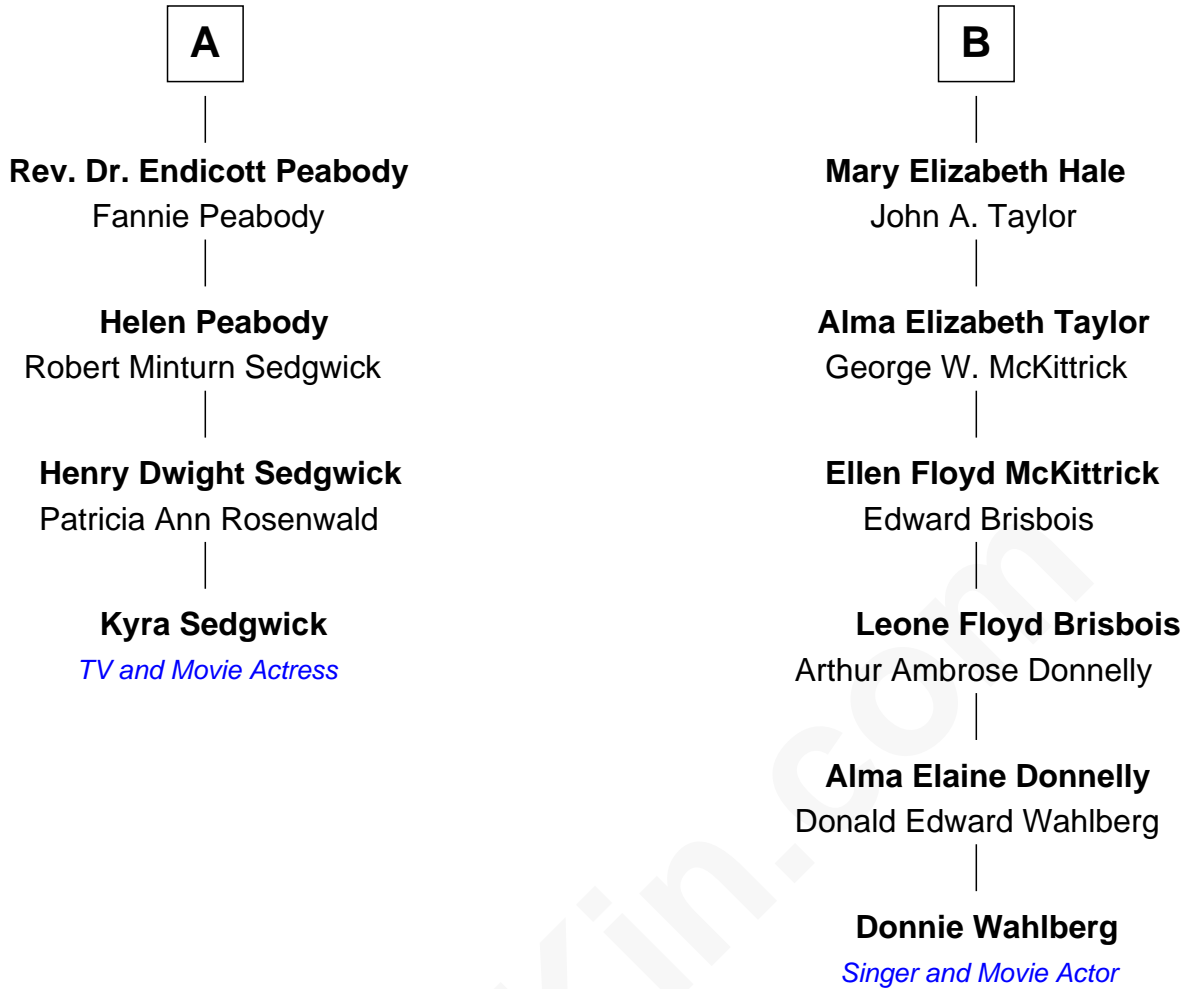 A
Rev. Dr. Endicott Peabody
Fannie Peabody
Helen Peabody
Robert Minturn Sedgwick
Henry Dwight Sedgwick
Patricia Ann Rosenwald
Kyra Sedgwick
TV and Movie Actress
B
Mary Elizabeth Hale
John A. Taylor
Alma Elizabeth Taylor
George W. McKittrick
Ellen Floyd McKittrick
Edward Brisbois
Leone Floyd Brisbois
Arthur Ambrose Donnelly
Alma Elaine Donnelly
Donald Edward Wahlberg
Donnie Wahlberg
Singer and Movie Actor